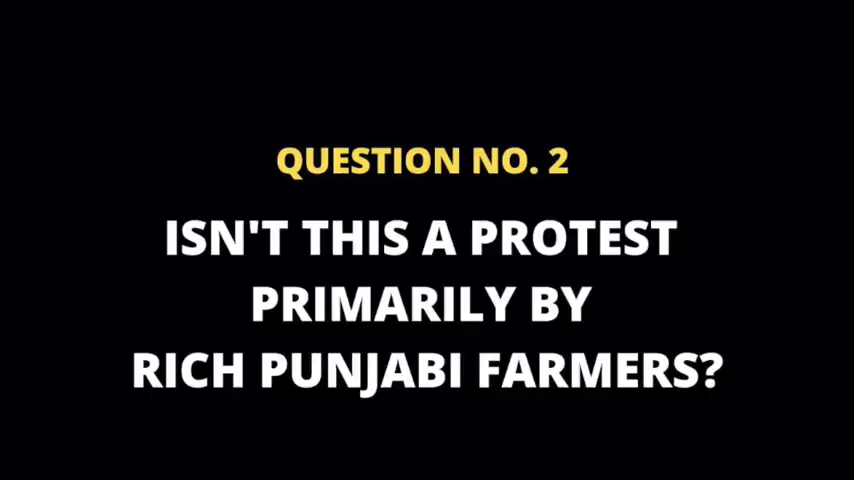 QUESTION NO. 2
ISN'T THIS A PROTEST
PRIMARILY BY
RICH PUNJABI FARMERS?